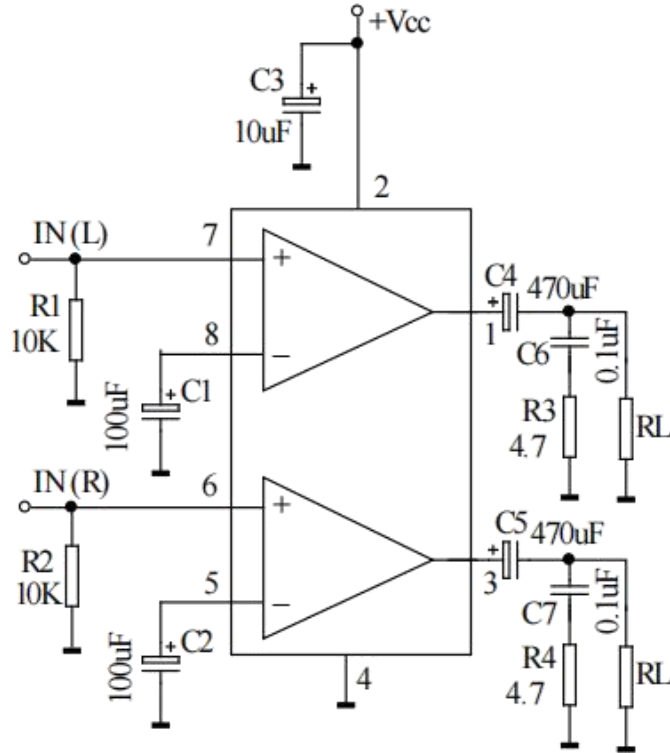 +Vcc
C3
+
10uF
2
IN(L)
7
+
R1
10K
8
−
+
C1
100uF
C4
+
470uF
1
C6
0.1uF
R3
4.7
RL
IN(R)
6
+
R2
10K
5
−
+
C2
100uF
C5
+
470uF
3
C7
0.1uF
R4
4.7
RL
4